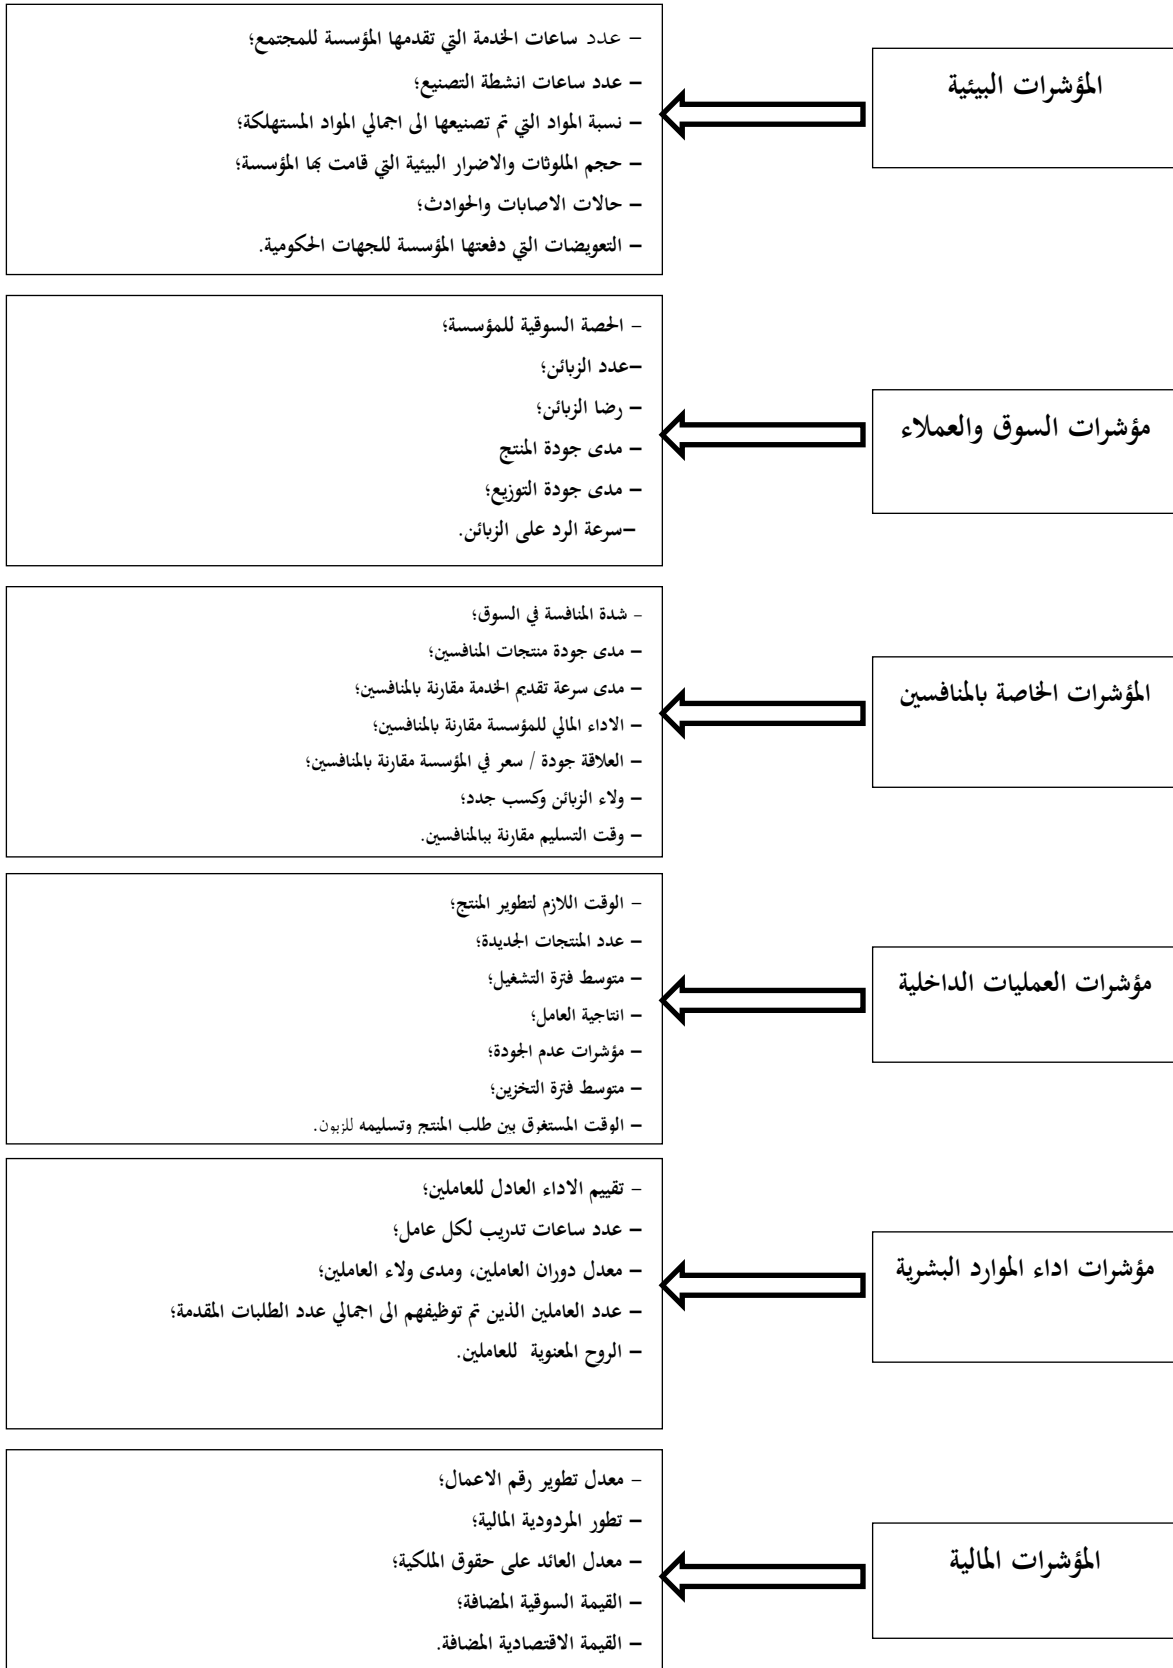 المؤشرات البيئية
– عدد ساعات الخدمة التي تقدمها المؤسسة للمجتمع؛
– عدد ساعات انشطة التصنيع؛
– نسبة المواد التي تم تصنيعها الى اجمالي المواد المستهلكة؛
– حجم الملوثات والاضرار البيئية التي قامت بها المؤسسة؛
– حالات الاصابات والحوادث؛
– التعويضات التي دفعتها المؤسسة للجهات الحكومية.
مؤشرات السوق والعملاء
– الحصة السوقية للمؤسسة؛
–عدد الزبائن؛
– رضا الزبائن؛
– مدى جودة المنتج
– مدى جودة التوزيع؛
–سرعة الرد على الزبائن.
المؤشرات الخاصة بالمنافسين
- شدة المنافسة في السوق؛
– مدى جودة منتجات المنافسين؛
– مدى سرعة تقديم الخدمة مقارنة بالمنافسين؛
– الاداء المالي للمؤسسة مقارنة بالمنافسين؛
– العلاقة جودة / سعر في المؤسسة مقارنة بالمنافسين؛
– ولاء الزبائن وكسب جدد؛
– وقت التسليم مقارنة ببالمنافسين.
مؤشرات العمليات الداخلية
– الوقت اللازم لتطوير المنتج؛
– عدد المنتجات الجديدة؛
– متوسط فترة التشغيل؛
– انتاجية العامل؛
– مؤشرات عدم الجودة؛
– متوسط فترة التخزين؛
– الوقت المستغرق بين طلب المنتج وتسليمه للزبون.
مؤشرات اداء الموارد البشرية
– تقييم الاداء العادل للعاملين؛
– عدد ساعات تدريب لكل عامل؛
– معدل دوران العاملين، ومدى ولاء العاملين؛
– عدد العاملين الذين تم توظيفهم الى اجمالي عدد الطلبات المقدمة؛
– الروح المعنوية للعاملين.
المؤشرات المالية
– معدل تطوير رقم الاعمال؛
– تطور المردودية المالية؛
– معدل العائد على حقوق الملكية؛
– القيمة السوقية المضافة؛
– القيمة الاقتصادية المضافة.